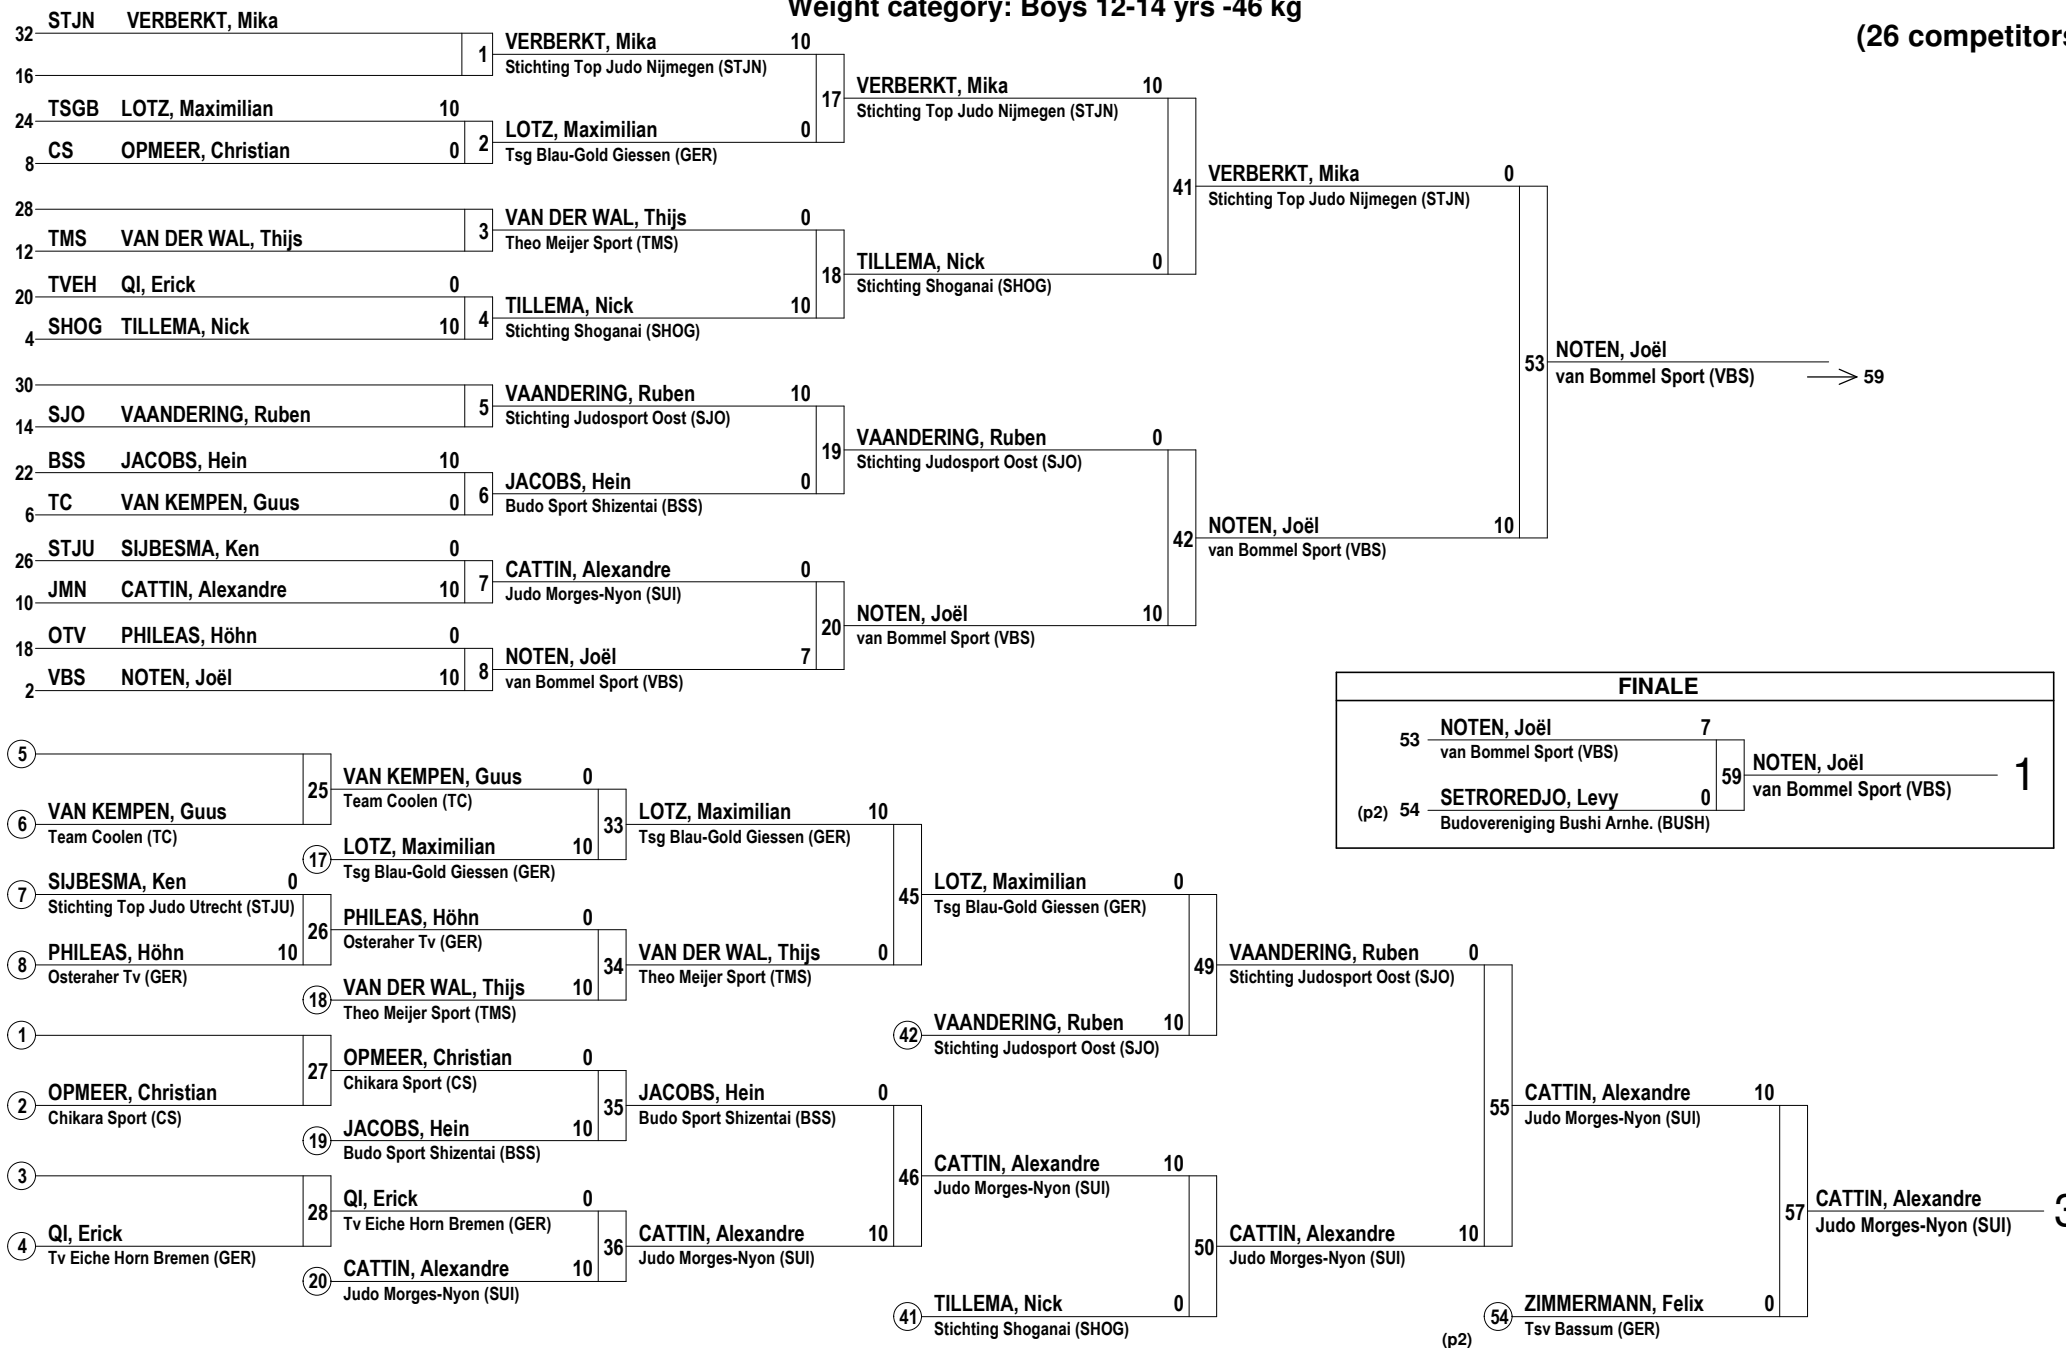 Weight category: Boys 12-14 yrs -46 kg
(26 competitors
32 STJN VERBERKT, Mika
16
1
24 TSGB LOTZ, Maximilian 10
8 CS OPMEER, Christian 0
2
28
12 TMS VAN DER WAL, Thijs
3
20 TVEH QI, Erick 0
4 SHOG TILLEMA, Nick 10
4
30
14 SJO VAANDERING, Ruben
5
22 BSS JACOBS, Hein 10
6 TC VAN KEMPEN, Guus 0
6
26 STJU SIJBESMA, Ken 0
10 JMN CATTIN, Alexandre 10
7
18 OTV PHILEAS, Höhn 0
2 VBS NOTEN, Joël 10
8
VERBERKT, Mika 10
Stichting Top Judo Nijmegen (STJN)
17
LOTZ, Maximilian 0
Tsg Blau-Gold Giessen (GER)
VAN DER WAL, Thijs 0
Theo Meijer Sport (TMS)
18
TILLEMA, Nick 10
Stichting Shoganai (SHOG)
VAANDERING, Ruben 10
Stichting Judosport Oost (SJO)
19
JACOBS, Hein 0
Budo Sport Shizentai (BSS)
CATTIN, Alexandre 0
Judo Morges-Nyon (SUI)
20
NOTEN, Joël 7
van Bommel Sport (VBS)
VERBERKT, Mika 10
Stichting Top Judo Nijmegen (STJN)
41
TILLEMA, Nick 0
Stichting Shoganai (SHOG)
VAANDERING, Ruben 0
Stichting Judosport Oost (SJO)
42
NOTEN, Joël 10
van Bommel Sport (VBS)
VERBERKT, Mika 0
Stichting Top Judo Nijmegen (STJN)
53
NOTEN, Joël 10
van Bommel Sport (VBS)
NOTEN, Joël
van Bommel Sport (VBS) 59
FINALE
53 NOTEN, Joël 7
van Bommel Sport (VBS)
59
(p2) 54 SETROREDJO, Levy 0
Budovereniging Bushi Arnhe. (BUSH)
NOTEN, Joël 1
van Bommel Sport (VBS)
5
25
6 VAN KEMPEN, Guus
Team Coolen (TC)
7 SIJBESMA, Ken 0
Stichting Top Judo Utrecht (STJU)
26
8 PHILEAS, Höhn 10
Osteraher Tv (GER)
1
27
2 OPMEER, Christian
Chikara Sport (CS)
3
28
4 QI, Erick
Tv Eiche Horn Bremen (GER)
VAN KEMPEN, Guus 0
Team Coolen (TC)
33
17 LOTZ, Maximilian 10
Tsg Blau-Gold Giessen (GER)
PHILEAS, Höhn 0
Osteraher Tv (GER)
34
18 VAN DER WAL, Thijs 10
Theo Meijer Sport (TMS)
OPMEER, Christian 0
Chikara Sport (CS)
35
19 JACOBS, Hein 10
Budo Sport Shizentai (BSS)
QI, Erick 0
Tv Eiche Horn Bremen (GER)
36
20 CATTIN, Alexandre 10
Judo Morges-Nyon (SUI)
LOTZ, Maximilian 10
Tsg Blau-Gold Giessen (GER)
45
VAN DER WAL, Thijs 0
Theo Meijer Sport (TMS)
JACOBS, Hein 0
Budo Sport Shizentai (BSS)
46
CATTIN, Alexandre 10
Judo Morges-Nyon (SUI)
LOTZ, Maximilian 0
Tsg Blau-Gold Giessen (GER)
49
42 VAANDERING, Ruben 10
Stichting Judosport Oost (SJO)
CATTIN, Alexandre 10
Judo Morges-Nyon (SUI)
50
41 TILLEMA, Nick 0
Stichting Shoganai (SHOG)
VAANDERING, Ruben 0
Stichting Judosport Oost (SJO)
55
CATTIN, Alexandre 10
Judo Morges-Nyon (SUI)
CATTIN, Alexandre 10
Judo Morges-Nyon (SUI)
57
54 ZIMMERMANN, Felix 0
(p2) Tsv Bassum (GER)
CATTIN, Alexandre 3
Judo Morges-Nyon (SUI)